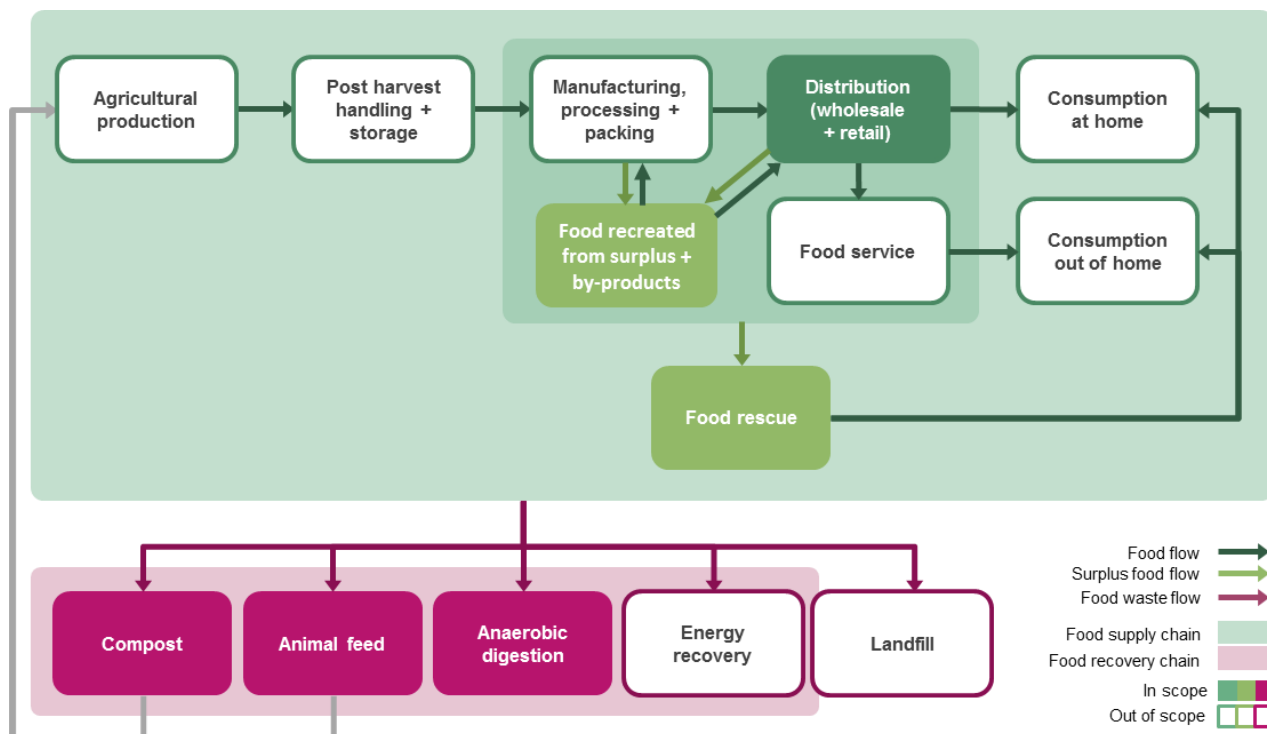 Agricultural
production
Post harvest
handling +
storage
Manufacturing,
processing +
packing
Distribution
(wholesale
+ retail)
Consumption
at home
Food recreated
from surplus +
by-products
Food service
Consumption
out of home
Food rescue
Compost
Animal feed
Anaerobic
digestion
Energy
recovery
Landfill
Food flow
Surplus food flow
Food waste flow
Food supply chain
Food recovery chain
In scope
Out of scope